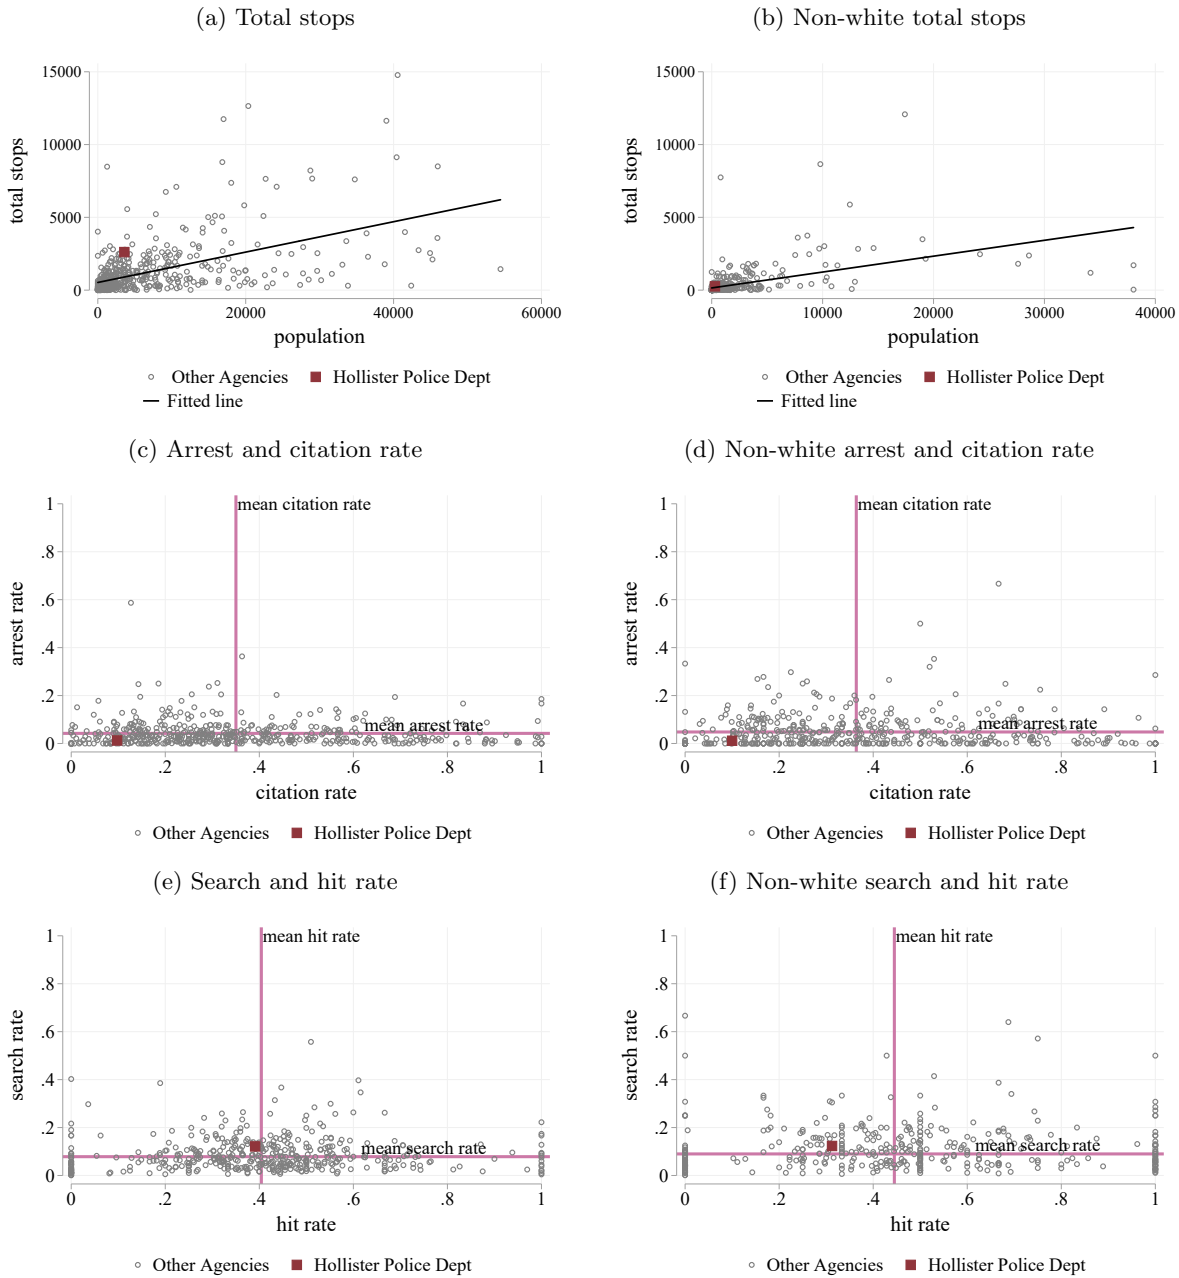 (a) Total stops
(b) Non-white total stops
15000
10000
5000
0
total stops
0 20000 40000 60000
population
Other Agencies Hollister Police Dept
Fitted line
15000
10000
5000
0
total stops
0 10000 20000 30000 40000
population
Other Agencies Hollister Police Dept
Fitted line
(c) Arrest and citation rate
(d) Non-white arrest and citation rate
1
.8
.6
.4
.2
0
arrest rate
mean citation rate
mean arrest rate
0 .2 .4 .6 .8 1
citation rate
Other Agencies Hollister Police Dept
1
.8
.6
.4
.2
0
arrest rate
mean citation rate
mean arrest rate
0 .2 .4 .6 .8 1
citation rate
Other Agencies Hollister Police Dept
(e) Search and hit rate
(f) Non-white search and hit rate
1
.8
.6
.4
.2
0
search rate
mean hit rate
mean search rate
0 .2 .4 .6 .8 1
hit rate
Other Agencies Hollister Police Dept
1
.8
.6
.4
.2
0
search rate
mean hit rate
mean search rate
0 .2 .4 .6 .8 1
hit rate
Other Agencies Hollister Police Dept